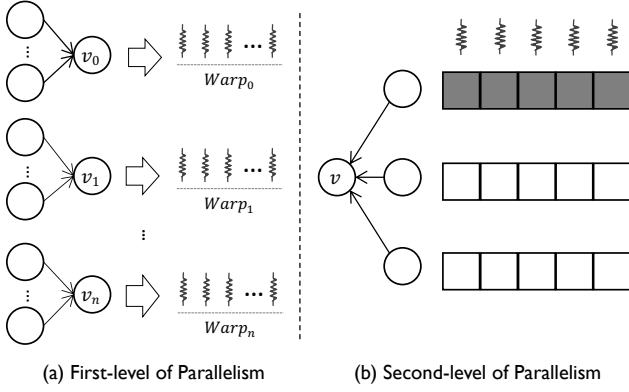 v₀
...
Warp₀
v₁
...
Warp₁
...
vₙ
...
Warpₙ
v
(a) First-level of Parallelism
(b) Second-level of Parallelism